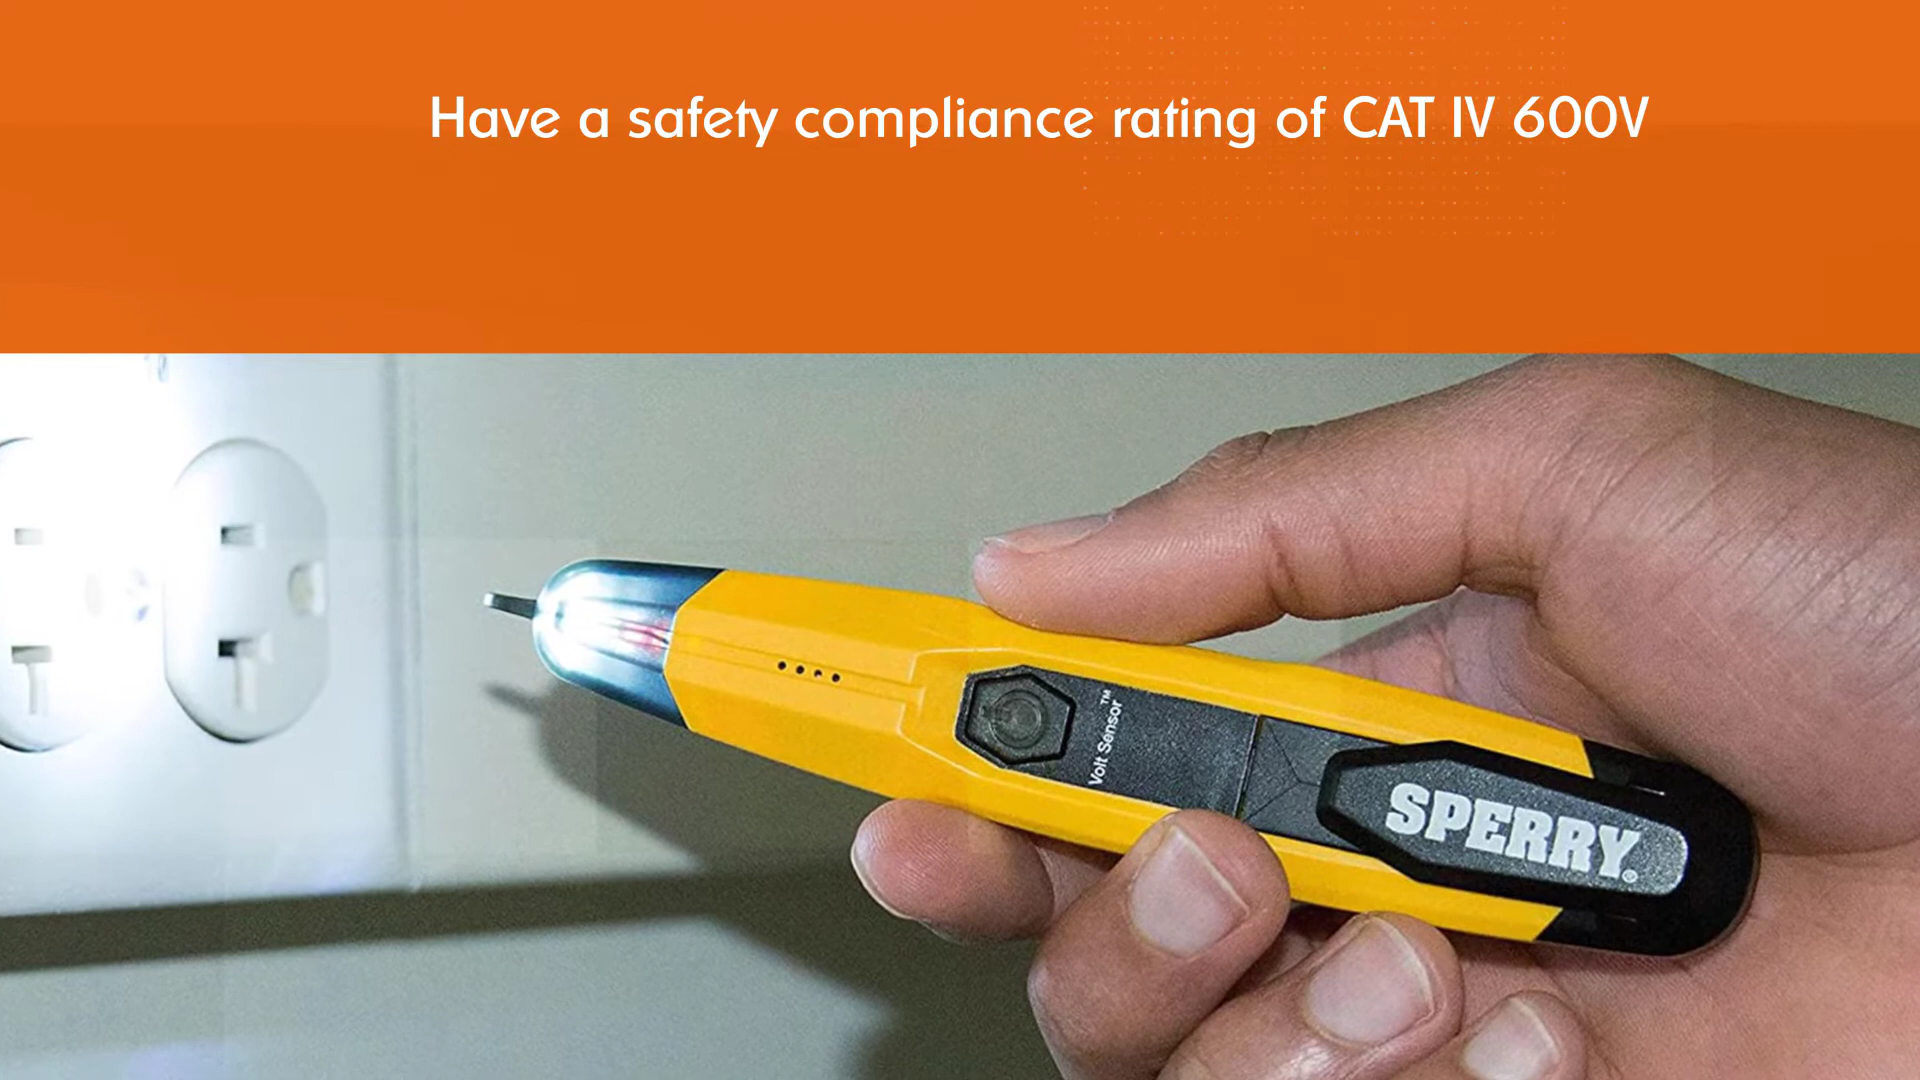 Have a safety compliance rating of CAT IV 600V
Volt Sensor™
SPERRY®